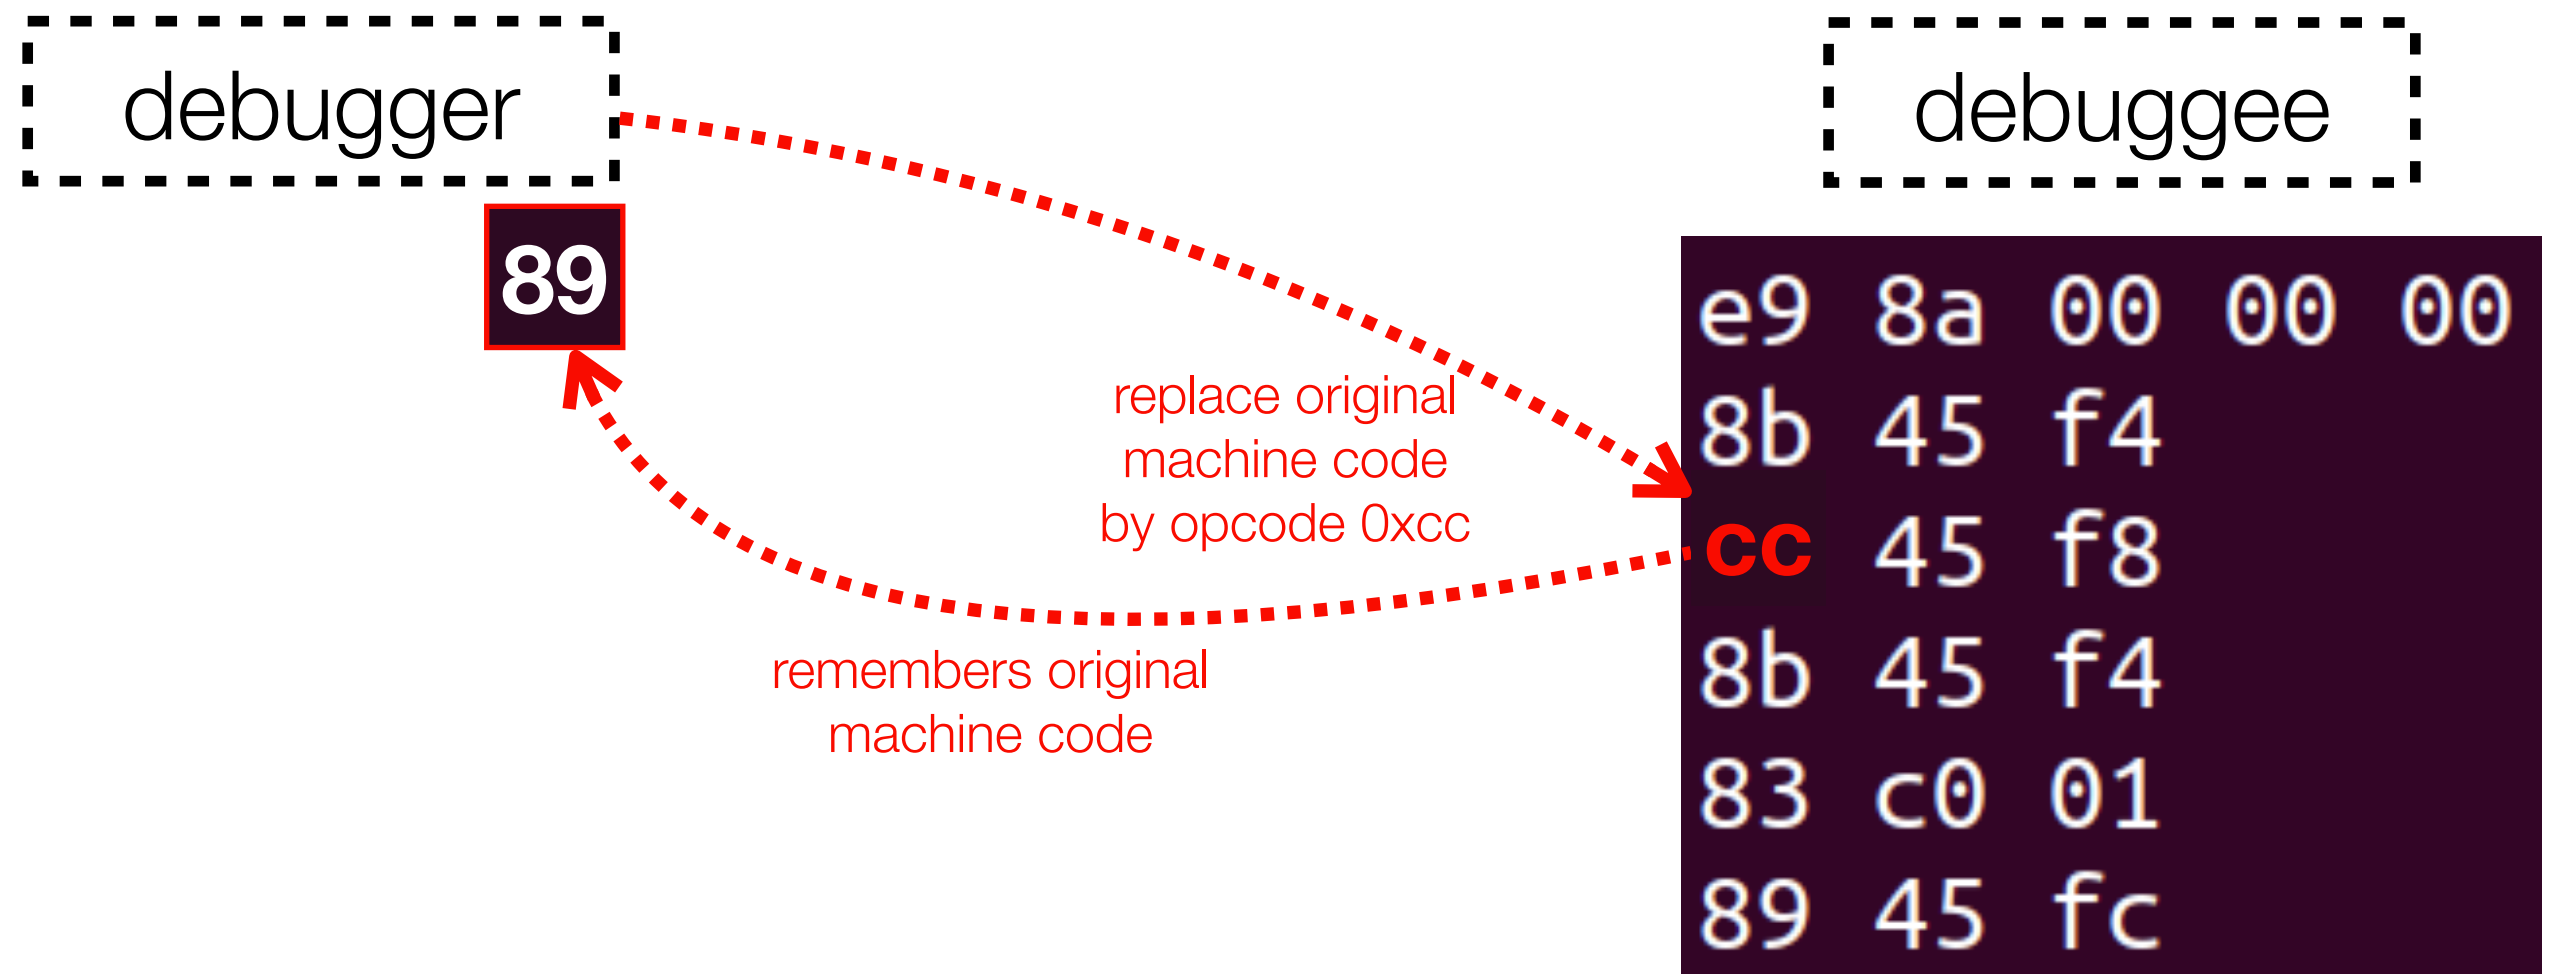 debugger
debuggee
89
replace original
machine code
by opcode 0xcc
remembers original
machine code
e9 8a 00 00 00
8b 45 f4
cc 45 f8
8b 45 f4
83 c0 01
89 45 fc